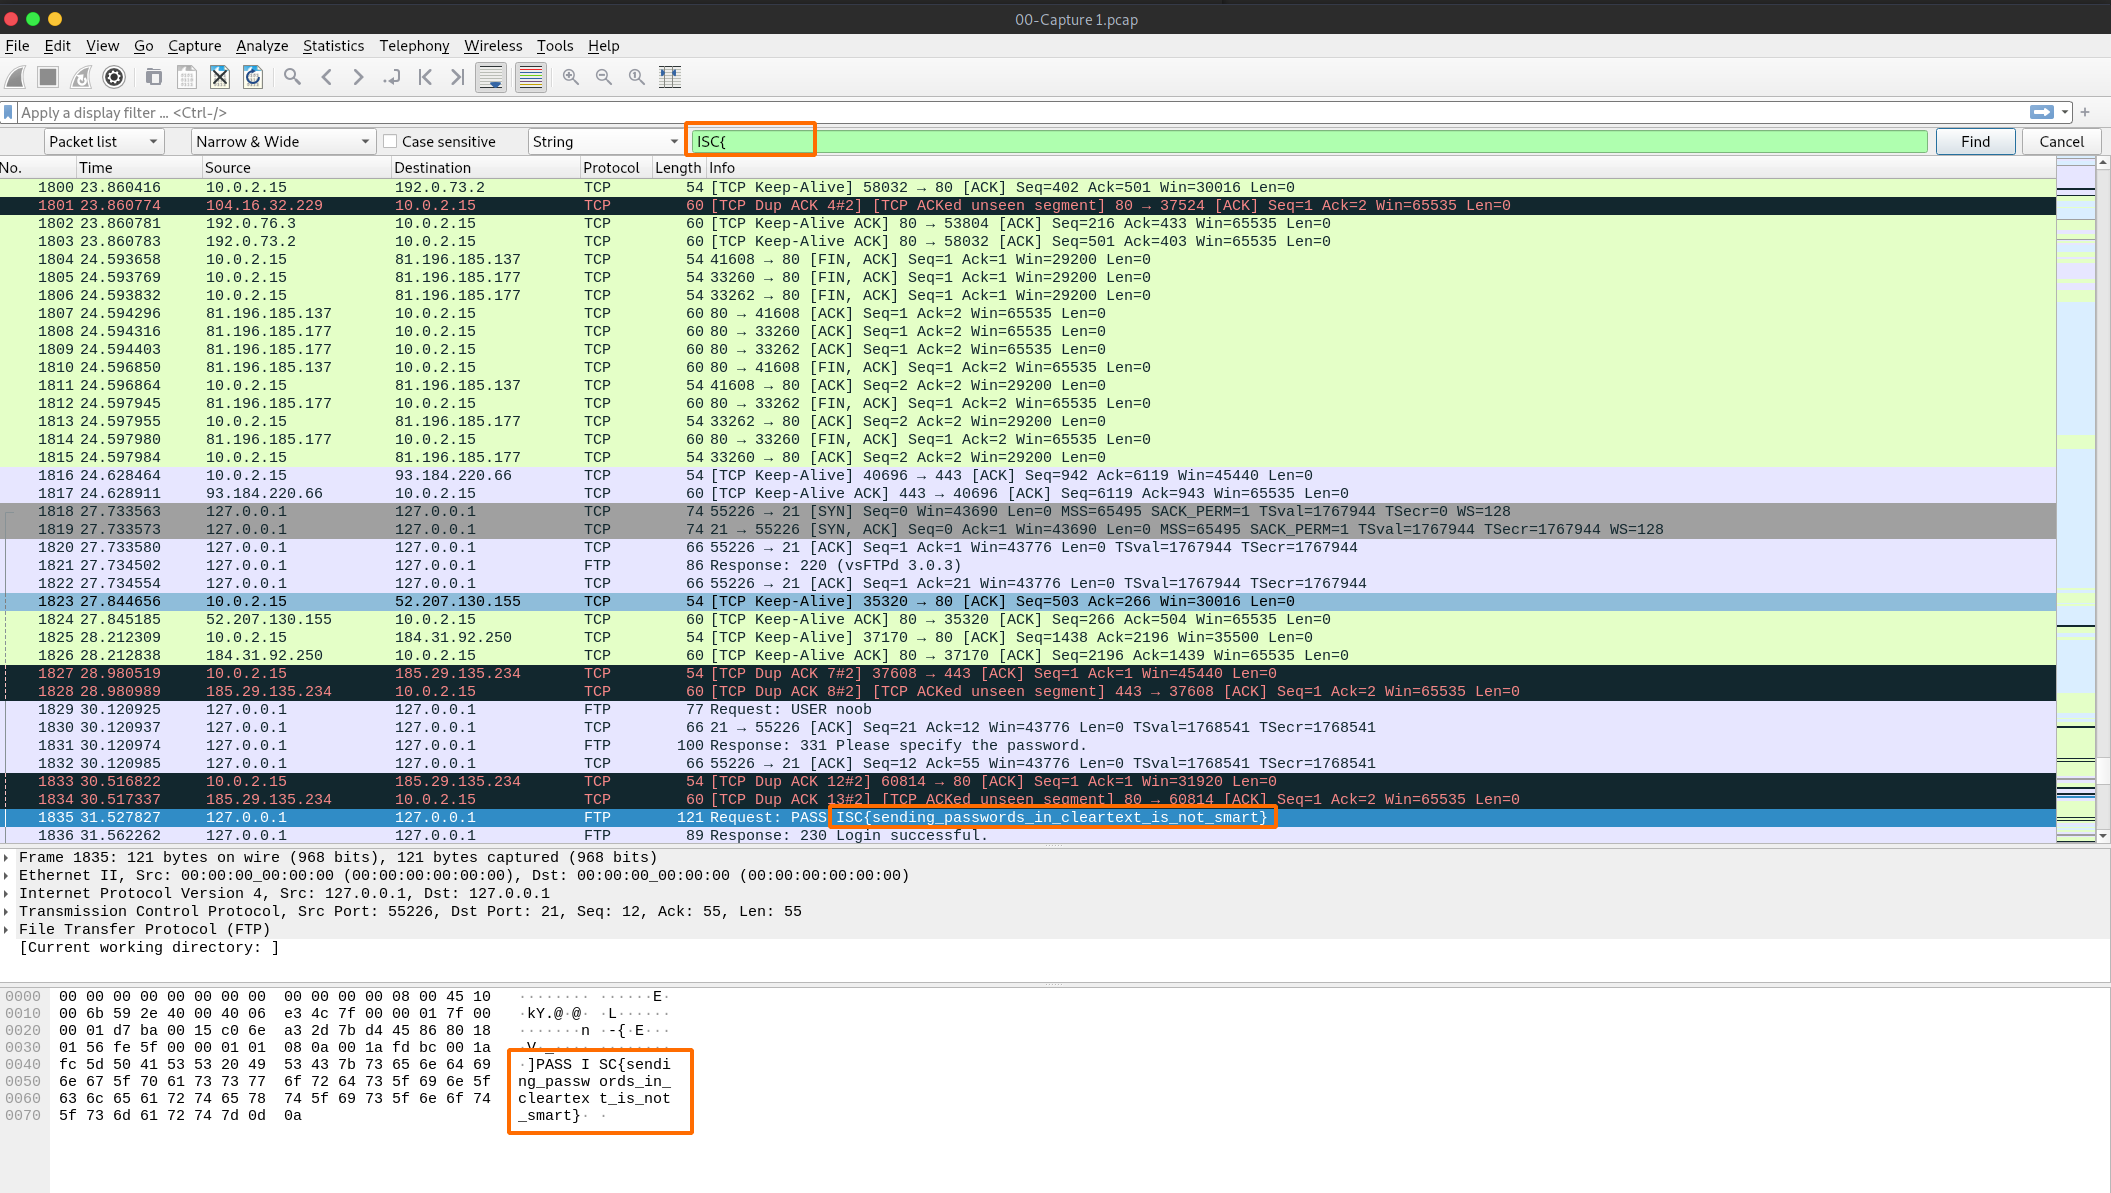 00-Capture 1.pcap
File Edit View Go Capture Analyze Statistics Telephony Wireless Tools Help
Apply a display filter … <Ctrl-/>
Packet list Narrow & Wide Case sensitive String ISC{ Find Cancel
No. Time Source Destination Protocol Length Info
1800 23.860416 10.0.2.15 192.0.73.2 TCP 54 [TCP Keep-Alive] 58032 → 80 [ACK] Seq=402 Ack=501 Win=30016 Len=0
1801 23.860774 104.16.32.229 10.0.2.15 TCP 60 [TCP Dup ACK 4#2] [TCP ACKed unseen segment] 80 → 37524 [ACK] Seq=1 Ack=2 Win=65535 Len=0
1802 23.860781 192.0.76.3 10.0.2.15 TCP 60 [TCP Keep-Alive ACK] 80 → 53804 [ACK] Seq=216 Ack=433 Win=65535 Len=0
1803 23.860783 192.0.73.2 10.0.2.15 TCP 60 [TCP Keep-Alive ACK] 80 → 58032 [ACK] Seq=501 Ack=403 Win=65535 Len=0
1804 24.593658 10.0.2.15 81.196.185.137 TCP 54 41608 → 80 [FIN, ACK] Seq=1 Ack=1 Win=29200 Len=0
1805 24.593769 10.0.2.15 81.196.185.177 TCP 54 33260 → 80 [FIN, ACK] Seq=1 Ack=1 Win=29200 Len=0
1806 24.593832 10.0.2.15 81.196.185.177 TCP 54 33262 → 80 [FIN, ACK] Seq=1 Ack=1 Win=29200 Len=0
1807 24.594296 81.196.185.137 10.0.2.15 TCP 60 80 → 41608 [ACK] Seq=1 Ack=2 Win=65535 Len=0
1808 24.594316 81.196.185.177 10.0.2.15 TCP 60 80 → 33260 [ACK] Seq=1 Ack=2 Win=65535 Len=0
1809 24.594403 81.196.185.177 10.0.2.15 TCP 60 80 → 33262 [ACK] Seq=1 Ack=2 Win=65535 Len=0
1810 24.596850 81.196.185.137 10.0.2.15 TCP 60 80 → 41608 [FIN, ACK] Seq=1 Ack=2 Win=65535 Len=0
1811 24.596864 10.0.2.15 81.196.185.137 TCP 54 41608 → 80 [ACK] Seq=2 Ack=2 Win=29200 Len=0
1812 24.597945 81.196.185.177 10.0.2.15 TCP 60 80 → 33262 [FIN, ACK] Seq=1 Ack=2 Win=65535 Len=0
1813 24.597955 10.0.2.15 81.196.185.177 TCP 54 33262 → 80 [ACK] Seq=2 Ack=2 Win=29200 Len=0
1814 24.597980 81.196.185.177 10.0.2.15 TCP 60 80 → 33260 [FIN, ACK] Seq=1 Ack=2 Win=65535 Len=0
1815 24.597984 10.0.2.15 81.196.185.177 TCP 54 33260 → 80 [ACK] Seq=2 Ack=2 Win=29200 Len=0
1816 24.628464 10.0.2.15 93.184.220.66 TCP 54 [TCP Keep-Alive] 40696 → 443 [ACK] Seq=942 Ack=6119 Win=45440 Len=0
1817 24.628911 93.184.220.66 10.0.2.15 TCP 60 [TCP Keep-Alive ACK] 443 → 40696 [ACK] Seq=6119 Ack=943 Win=65535 Len=0
1818 27.733563 127.0.0.1 127.0.0.1 TCP 74 55226 → 21 [SYN] Seq=0 Win=43690 Len=0 MSS=65495 SACK_PERM=1 TSval=1767944 TSecr=0 WS=128
1819 27.733573 127.0.0.1 127.0.0.1 TCP 74 21 → 55226 [SYN, ACK] Seq=0 Ack=1 Win=43690 Len=0 MSS=65495 SACK_PERM=1 TSval=1767944 TSecr=1767944 WS=128
1820 27.733580 127.0.0.1 127.0.0.1 TCP 66 55226 → 21 [ACK] Seq=1 Ack=1 Win=43776 Len=0 TSval=1767944 TSecr=1767944
1821 27.734502 127.0.0.1 127.0.0.1 FTP 86 Response: 220 (vsFTPd 3.0.3)
1822 27.734554 127.0.0.1 127.0.0.1 TCP 66 55226 → 21 [ACK] Seq=1 Ack=21 Win=43776 Len=0 TSval=1767944 TSecr=1767944
1823 27.844656 10.0.2.15 52.207.130.155 TCP 54 [TCP Keep-Alive] 35320 → 80 [ACK] Seq=503 Ack=266 Win=30016 Len=0
1824 27.845185 52.207.130.155 10.0.2.15 TCP 60 [TCP Keep-Alive ACK] 80 → 35320 [ACK] Seq=266 Ack=504 Win=65535 Len=0
1825 28.212309 10.0.2.15 184.31.92.250 TCP 54 [TCP Keep-Alive] 37170 → 80 [ACK] Seq=1438 Ack=2196 Win=35500 Len=0
1826 28.212838 184.31.92.250 10.0.2.15 TCP 60 [TCP Keep-Alive ACK] 80 → 37170 [ACK] Seq=2196 Ack=1439 Win=65535 Len=0
1827 28.980519 10.0.2.15 185.29.135.234 TCP 54 [TCP Dup ACK 7#2] 37608 → 443 [ACK] Seq=1 Ack=1 Win=45440 Len=0
1828 28.980989 185.29.135.234 10.0.2.15 TCP 60 [TCP Dup ACK 8#2] [TCP ACKed unseen segment] 443 → 37608 [ACK] Seq=1 Ack=2 Win=65535 Len=0
1829 30.120925 127.0.0.1 127.0.0.1 FTP 77 Request: USER noob
1830 30.120937 127.0.0.1 127.0.0.1 TCP 66 21 → 55226 [ACK] Seq=21 Ack=12 Win=43776 Len=0 TSval=1768541 TSecr=1768541
1831 30.120974 127.0.0.1 127.0.0.1 FTP 100 Response: 331 Please specify the password.
1832 30.120985 127.0.0.1 127.0.0.1 TCP 66 55226 → 21 [ACK] Seq=12 Ack=55 Win=43776 Len=0 TSval=1768541 TSecr=1768541
1833 30.516822 10.0.2.15 185.29.135.234 TCP 54 [TCP Dup ACK 12#2] 60814 → 80 [ACK] Seq=1 Ack=1 Win=31920 Len=0
1834 30.517337 185.29.135.234 10.0.2.15 TCP 60 [TCP Dup ACK 13#2] [TCP ACKed unseen segment] 80 → 60814 [ACK] Seq=1 Ack=2 Win=65535 Len=0
1835 31.527827 127.0.0.1 127.0.0.1 FTP 121 Request: PASS ISC{sending_passwords_in_cleartext_is_not_smart}
1836 31.562262 127.0.0.1 127.0.0.1 FTP 89 Response: 230 Login successful.
Frame 1835: 121 bytes on wire (968 bits), 121 bytes captured (968 bits)
Ethernet II, Src: 00:00:00_00:00:00 (00:00:00:00:00:00), Dst: 00:00:00_00:00:00 (00:00:00:00:00:00)
Internet Protocol Version 4, Src: 127.0.0.1, Dst: 127.0.0.1
Transmission Control Protocol, Src Port: 55226, Dst Port: 21, Seq: 12, Ack: 55, Len: 55
File Transfer Protocol (FTP)
[Current working directory: ]
0000 00 00 00 00 00 00 00 00 00 00 00 00 08 00 45 10 ········ ······E·
0010 00 6b 59 2e 40 00 40 06 e3 4c 7f 00 00 01 7f 00 ·kY.@·@· ·L······
0020 00 01 d7 ba 00 15 c0 6e a3 2d 7b d4 45 86 80 18 ·······n ·-{·E···
0030 01 56 fe 5f 00 00 01 01 08 0a 00 1a fd bc 00 1a ·V·_···· ········
0040 fc 5d 50 41 53 53 20 49 53 43 7b 73 65 6e 64 69 ·]PASS I SC{sendi
0050 6e 67 5f 70 61 73 73 77 6f 72 64 73 5f 69 6e 5f ng_passw ords_in_
0060 63 6c 65 61 72 74 65 78 74 5f 69 73 5f 6e 6f 74 cleartex t_is_not
0070 5f 73 6d 61 72 74 7d 0d 0a _smart}· ·